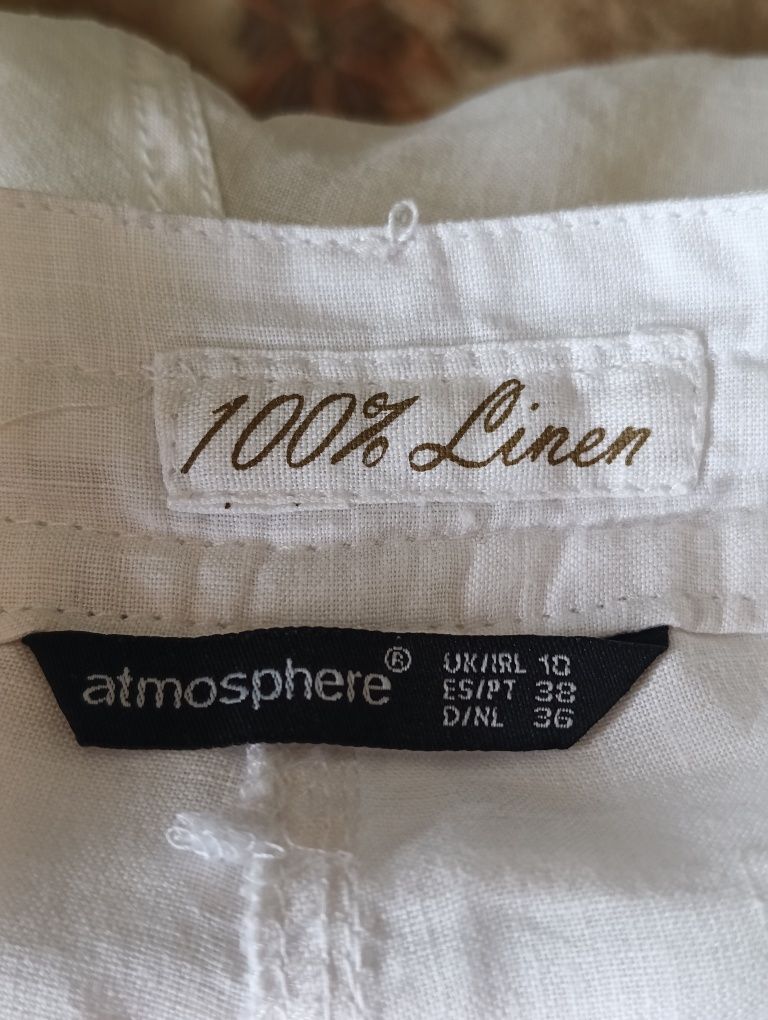 100% Linen
atmosphere®
UK/IRL 10
ES/PT 38
D/NL 36